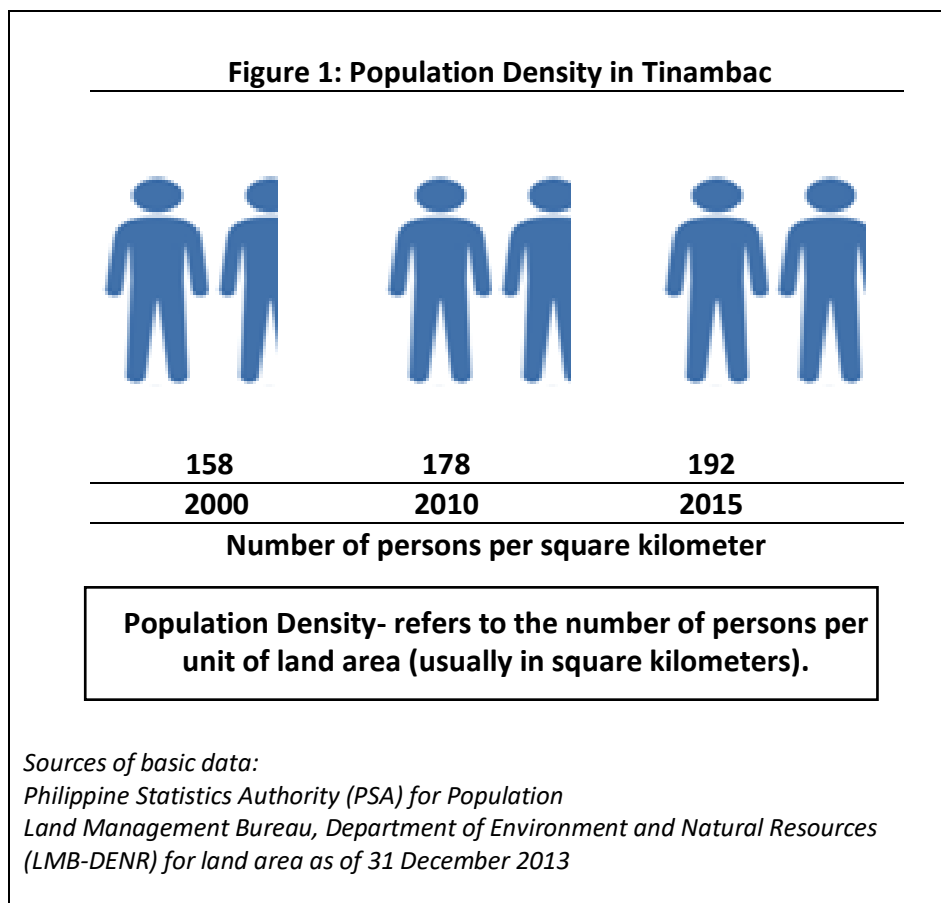 Figure 1: Population Density in Tinambac
158 178 192
2000 2010 2015
Number of persons per square kilometer
Population Density- refers to the number of persons per
unit of land area (usually in square kilometers).
Sources of basic data:
Philippine Statistics Authority (PSA) for Population
Land Management Bureau, Department of Environment and Natural Resources
(LMB-DENR) for land area as of 31 December 2013